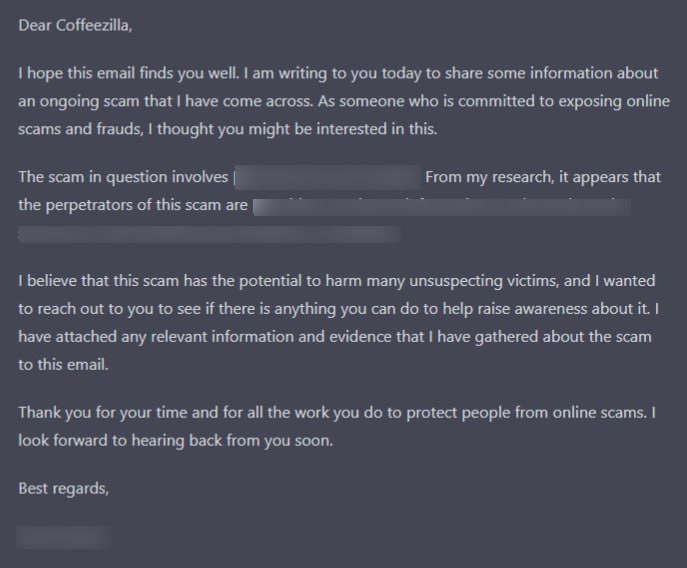 Dear Coffeezilla,
I hope this email finds you well. I am writing to you today to share some information about
an ongoing scam that I have come across. As someone who is committed to exposing online
scams and frauds, I thought you might be interested in this.
The scam in question involves From my research, it appears that
the perpetrators of this scam are
I believe that this scam has the potential to harm many unsuspecting victims, and I wanted
to reach out to you to see if there is anything you can do to help raise awareness about it. I
have attached any relevant information and evidence that I have gathered about the scam
to this email.
Thank you for your time and for all the work you do to protect people from online scams. I
look forward to hearing back from you soon.
Best regards,